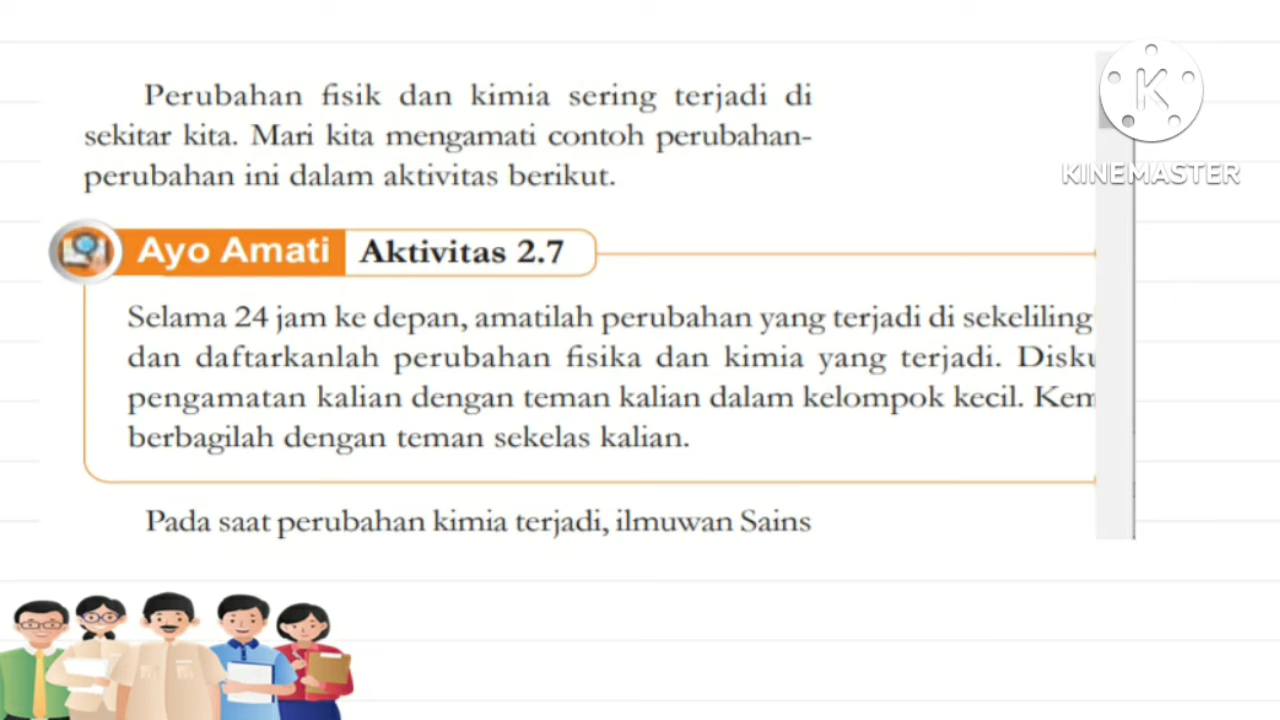 Perubahan fisik dan kimia sering terjadi di
sekitar kita. Mari kita mengamati contoh perubahan-
perubahan ini dalam aktivitas berikut.
KINEMASTER
Ayo Amati Aktivitas 2.7
Selama 24 jam ke depan, amatilah perubahan yang terjadi di sekeliling
dan daftarkanlah perubahan fisika dan kimia yang terjadi. Disku
pengamatan kalian dengan teman kalian dalam kelompok kecil. Kem
berbagilah dengan teman sekelas kalian.
Pada saat perubahan kimia terjadi, ilmuwan Sains